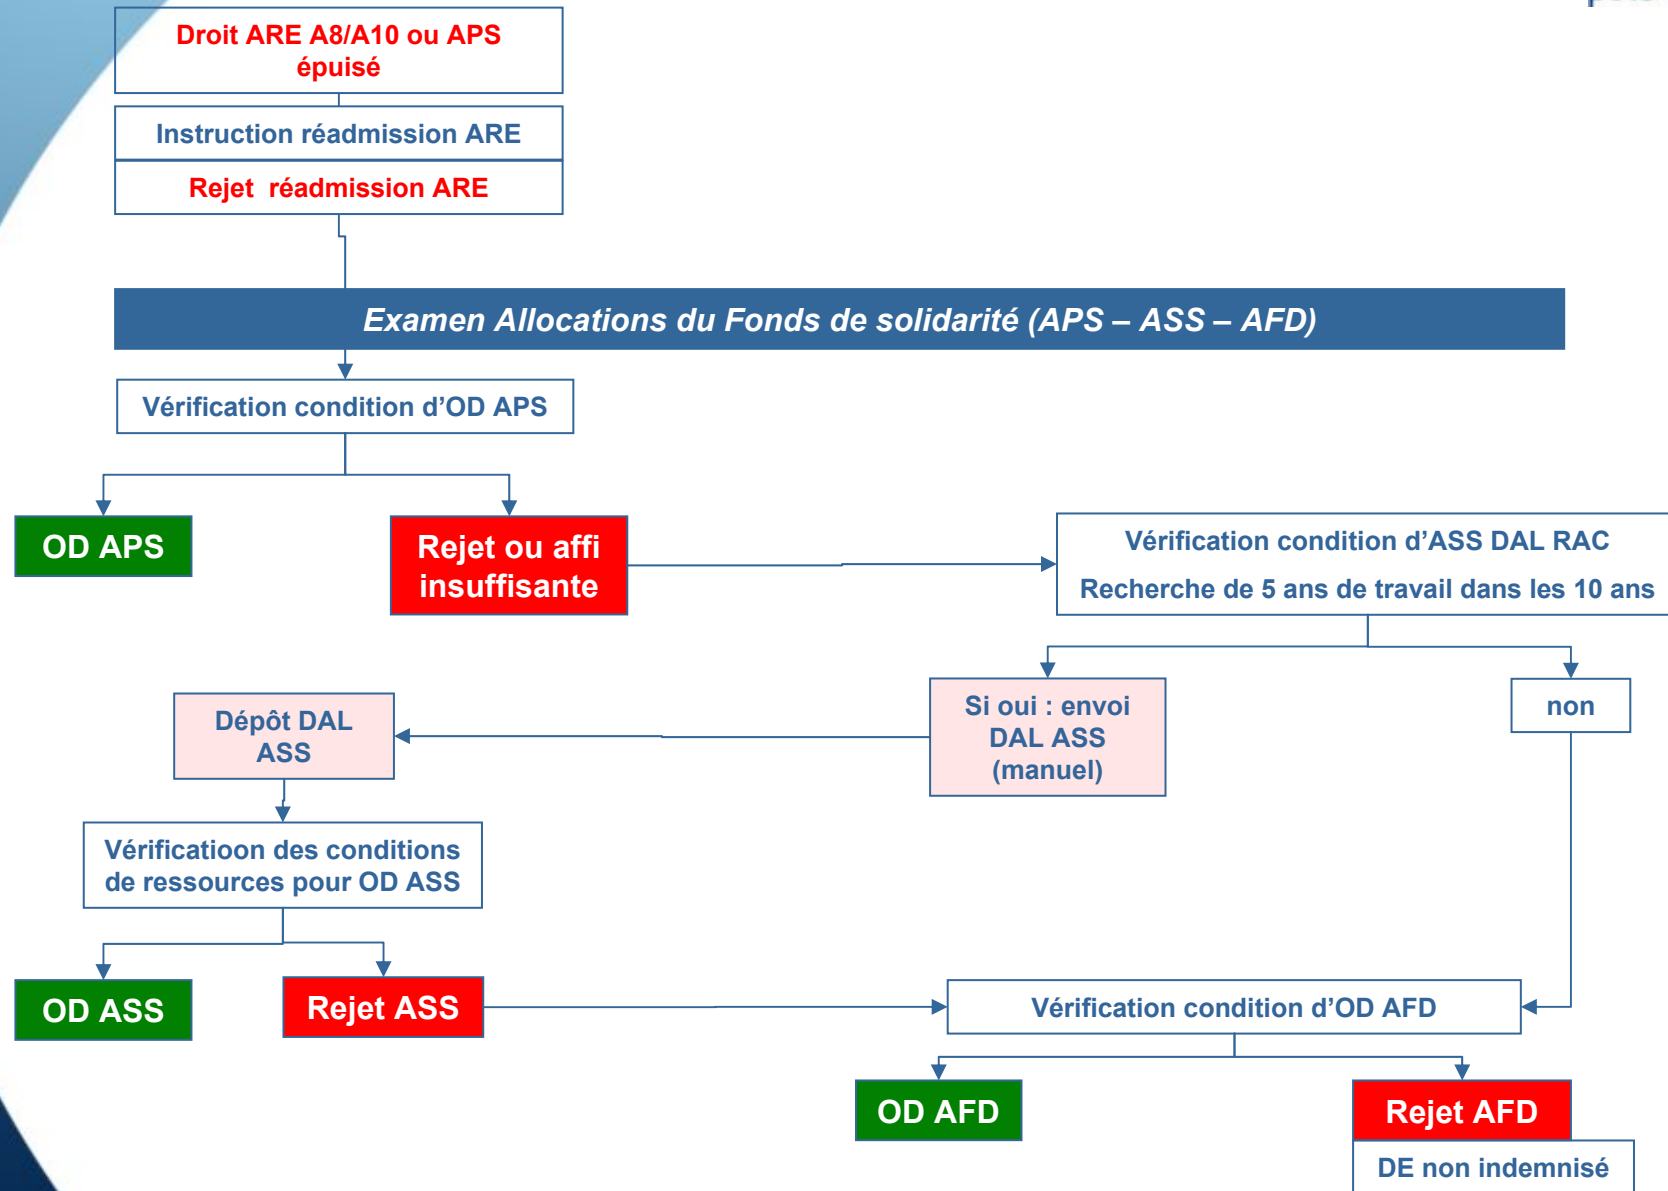 Droit ARE A8/A10 ou APS
épuisé
Instruction réadmission ARE
Rejet réadmission ARE
Examen Allocations du Fonds de solidarité (APS – ASS – AFD)
Vérification condition d’OD APS
OD APS
Rejet ou affi
insuffisante
Vérification condition d’ASS DAL RAC
Recherche de 5 ans de travail dans les 10 ans
Si oui : envoi
DAL ASS
(manuel)
non
Dépôt DAL
ASS
Vérificatioon des conditions
de ressources pour OD ASS
OD ASS
Rejet ASS
Vérification condition d’OD AFD
OD AFD
Rejet AFD
DE non indemnisé